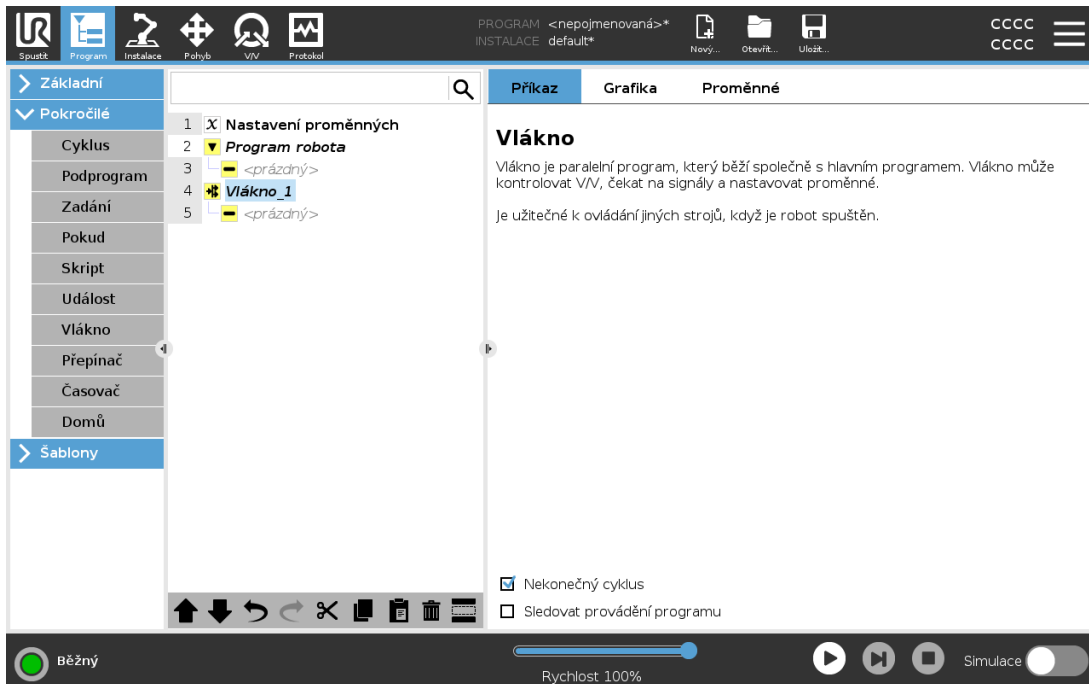 UR
Spustit
Program
Instalace
Pohyb
V/V
Protokol
PROGRAM <nepojmenovaná>*
INSTALACE default*
Nový...
Otevřít...
Uložit...
CCCC
CCCC
Základní
Pokročilé
Cyklus
Podprogram
Zadání
Pokud
Skript
Událost
Vlákno
Přepínač
Časovač
Domů
Šablony
1 X Nastavení proměnných
2 Program robota
3 <prázdný>
4 Vlákno_1
5 <prázdný>
Příkaz
Grafika
Proměnné
Vlákno
Vlákno je paralelní program, který běží společně s hlavním programem. Vlákno může
kontrolovat V/V, čekat na signály a nastavovat proměnné.
Je užitečné k ovládání jiných strojů, když je robot spuštěn.
Nekonečný cyklus
Sledovat provádění programu
Běžný
Rychlost 100%
Simulace